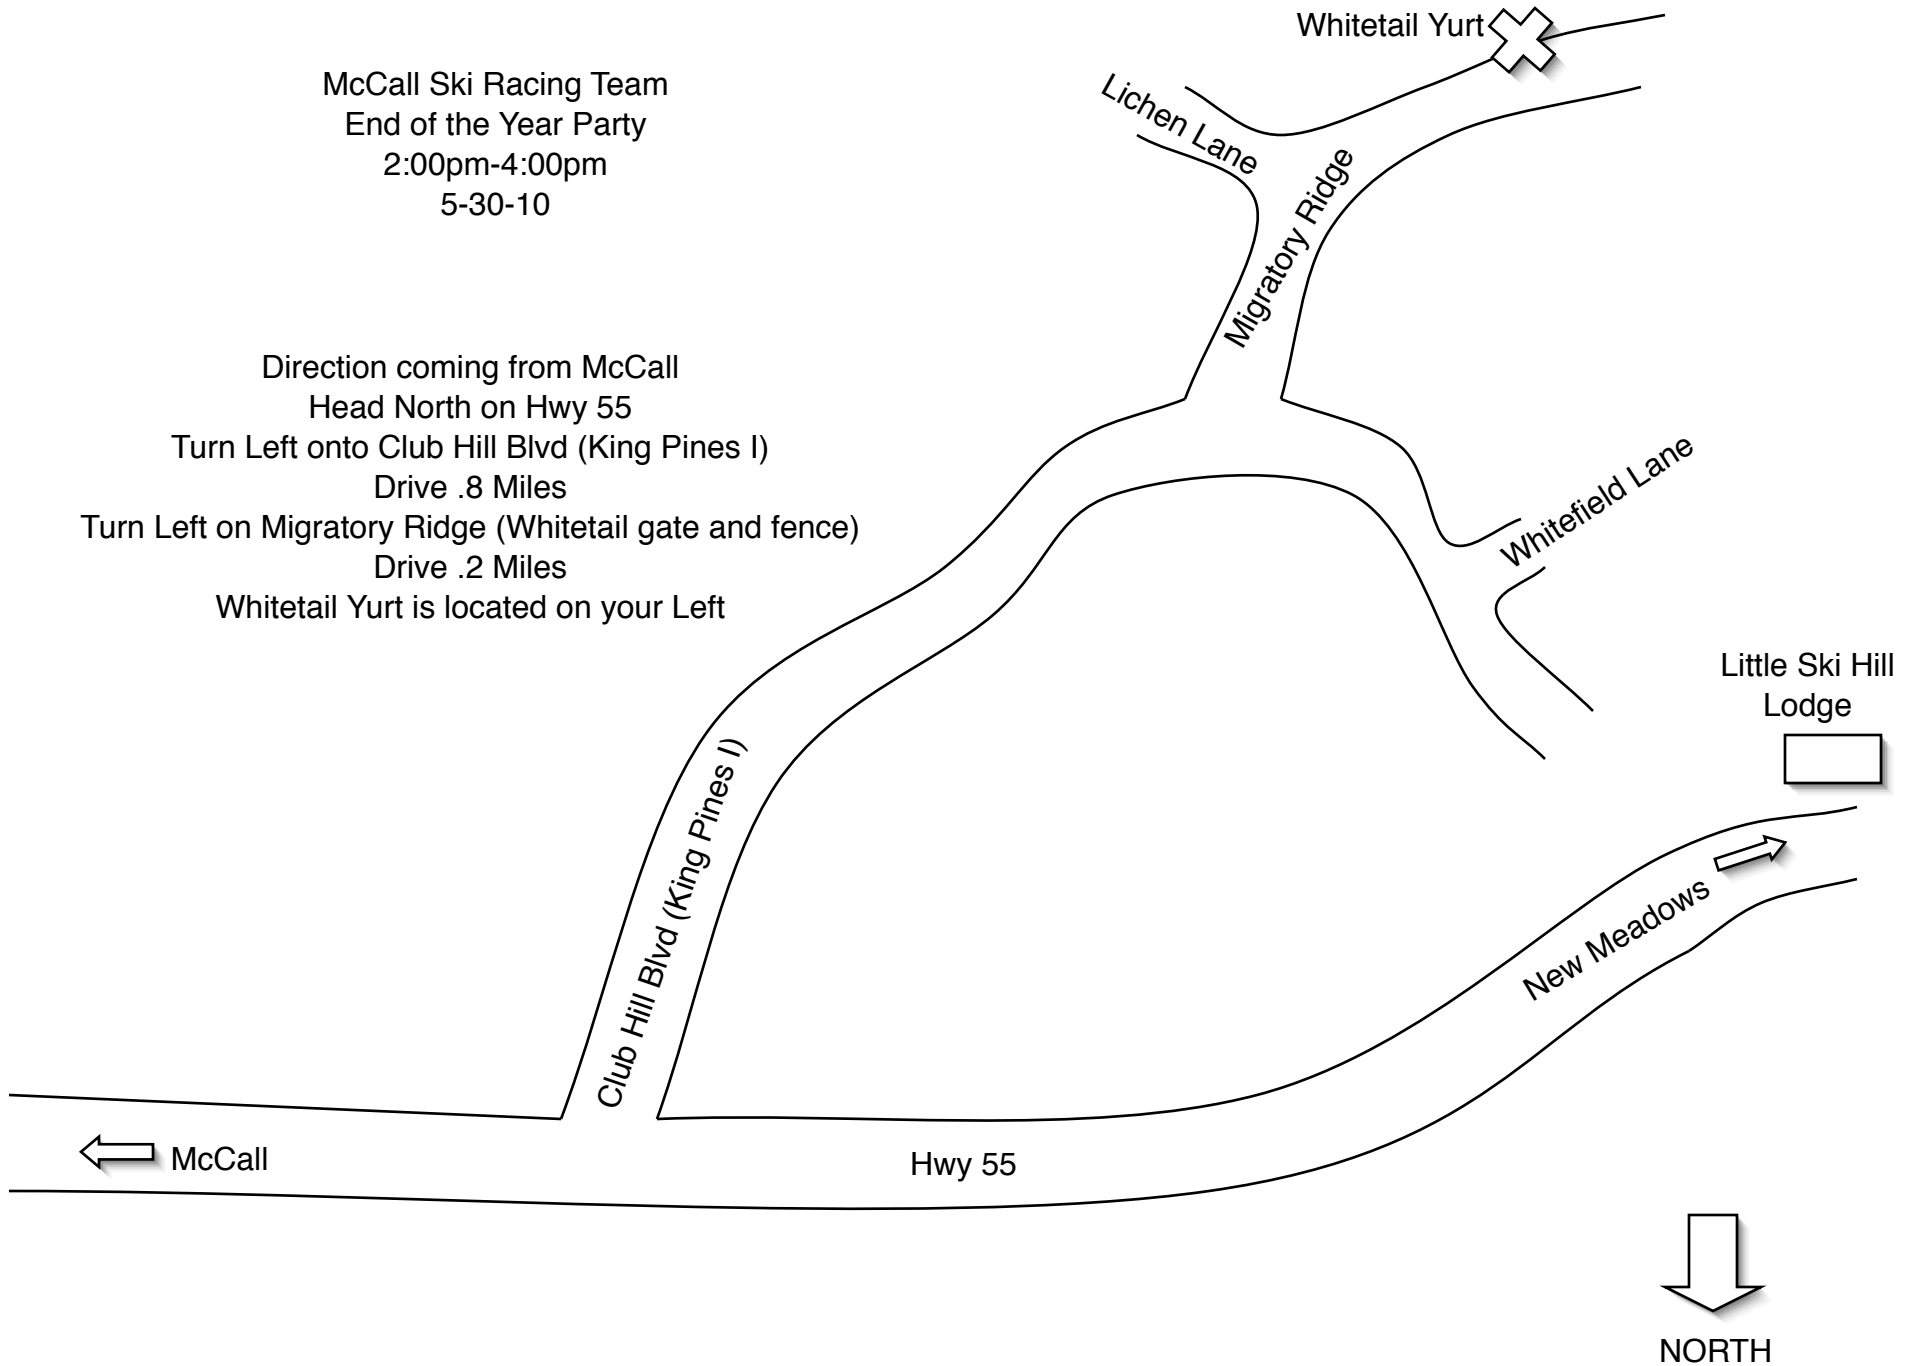 Whitetail Yurt
McCall Ski Racing Team
End of the Year Party
2:00pm-4:00pm
5-30-10
Lichen Lane
Migratory Ridge
Direction coming from McCall
Head North on Hwy 55
Turn Left onto Club Hill Blvd (King Pines I)
Drive .8 Miles
Turn Left on Migratory Ridge (Whitetail gate and fence)
Drive .2 Miles
Whitetail Yurt is located on your Left
Whitefield Lane
Little Ski Hill
Lodge
Club Hill Blvd (King Pines I)
New Meadows
McCall
Hwy 55
NORTH